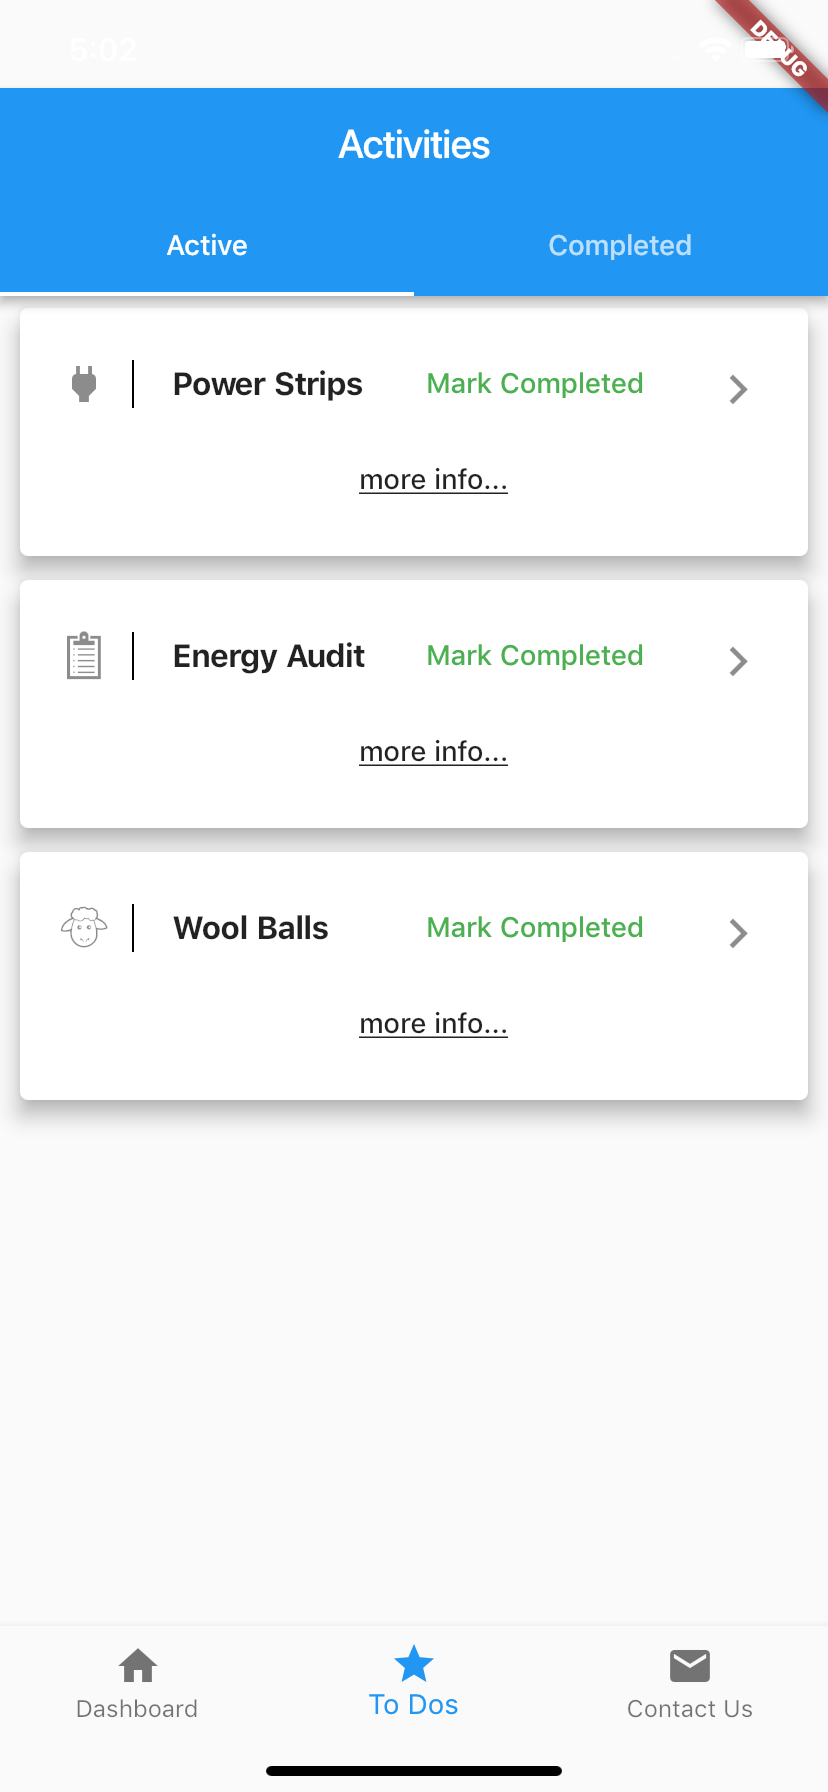 5:02
DEBUG
Activities
Active Completed
Power Strips Mark Completed
more info...
Energy Audit Mark Completed
more info...
Wool Balls Mark Completed
more info...
Dashboard To Dos Contact Us